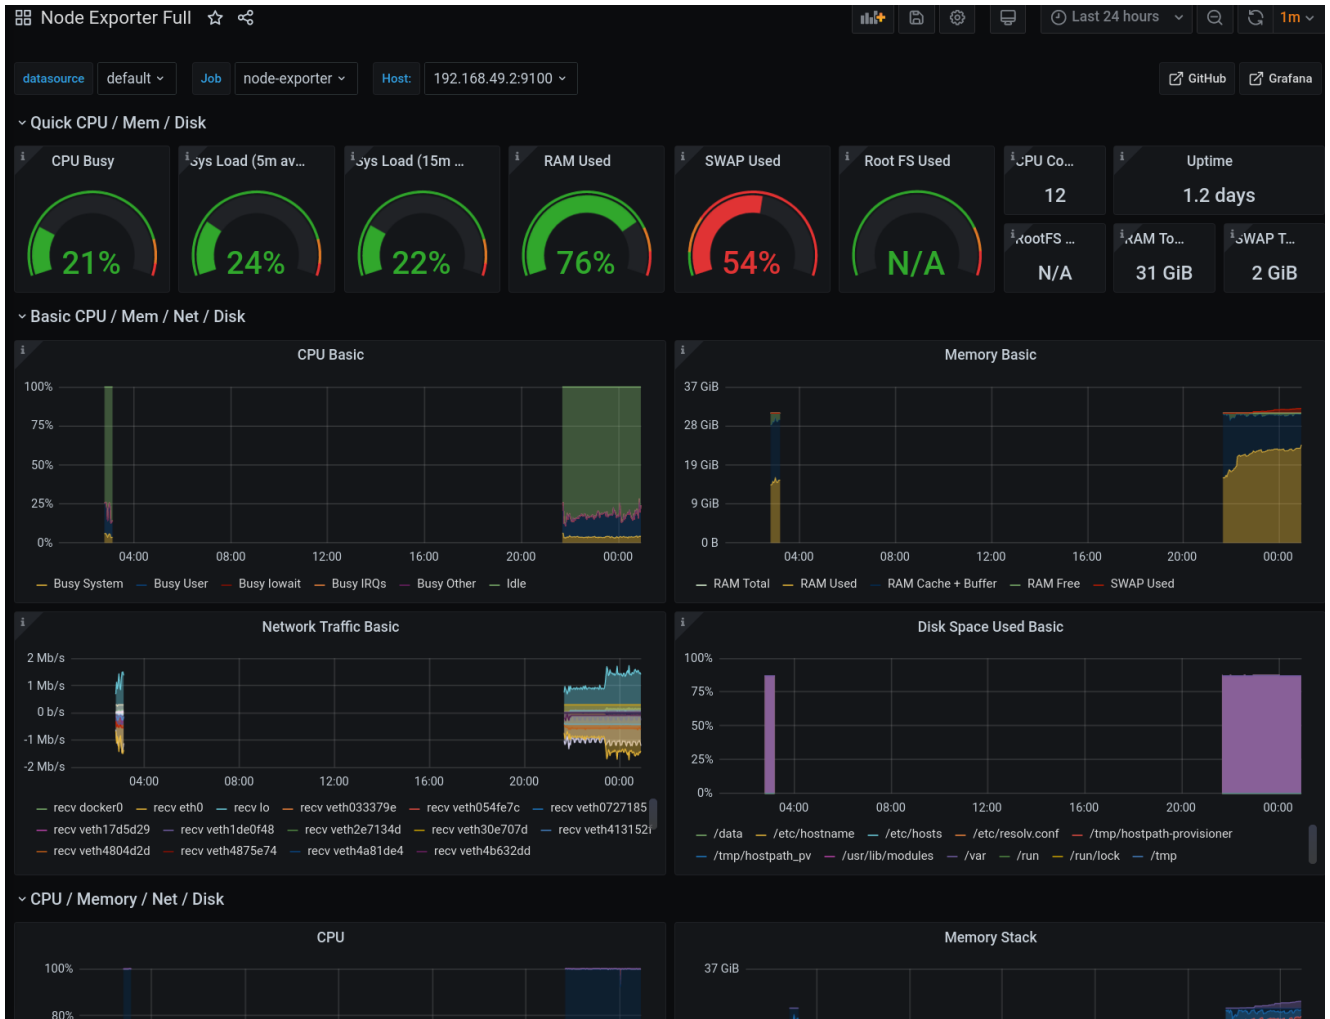 Node Exporter Full
Last 24 hours
1m
datasource default Job node-exporter Host: 192.168.49.2:9100 GitHub Grafana
Quick CPU / Mem / Disk
CPU Busy
21%
Sys Load (5m av...
24%
Sys Load (15m ...
22%
RAM Used
76%
SWAP Used
54%
Root FS Used
N/A
CPU Co...
12
Uptime
1.2 days
RootFS ...
N/A
RAM To...
31 GiB
SWAP T...
2 GiB
Basic CPU / Mem / Net / Disk
CPU Basic
100%
75%
50%
25%
0%
04:00 08:00 12:00 16:00 20:00 00:00
Busy System Busy User Busy Iowait Busy IRQs Busy Other Idle
Memory Basic
37 GiB
28 GiB
19 GiB
9 GiB
0 B
04:00 08:00 12:00 16:00 20:00 00:00
RAM Total RAM Used RAM Cache + Buffer RAM Free SWAP Used
Network Traffic Basic
2 Mb/s
1 Mb/s
0 b/s
-1 Mb/s
-2 Mb/s
04:00 08:00 12:00 16:00 20:00 00:00
recv docker0 recv eth0 recv lo recv veth033379e recv veth054fe7c recv veth0727185
recv veth17d5d29 recv veth1de0f48 recv veth2e7134d recv veth30e707d recv veth413152
recv veth4804d2d recv veth4875e74 recv veth4a81de4 recv veth4b632dd
Disk Space Used Basic
100%
75%
50%
25%
0%
04:00 08:00 12:00 16:00 20:00 00:00
/data /etc/hostname /etc/hosts /etc/resolv.conf /tmp/hostpath-provisioner
/tmp/hostpath_pv /usr/lib/modules /var /run /run/lock /tmp
CPU / Memory / Net / Disk
CPU
100%
80%
Memory Stack
37 GiB